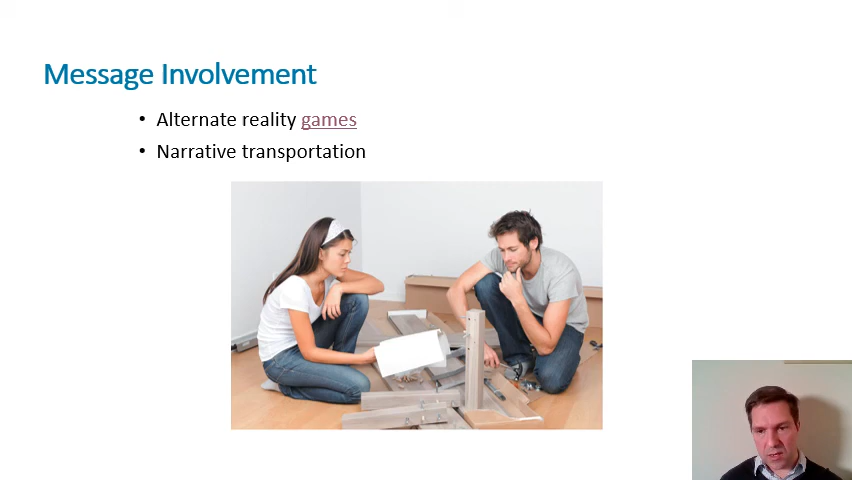 Message Involvement
• Alternate reality games
• Narrative transportation